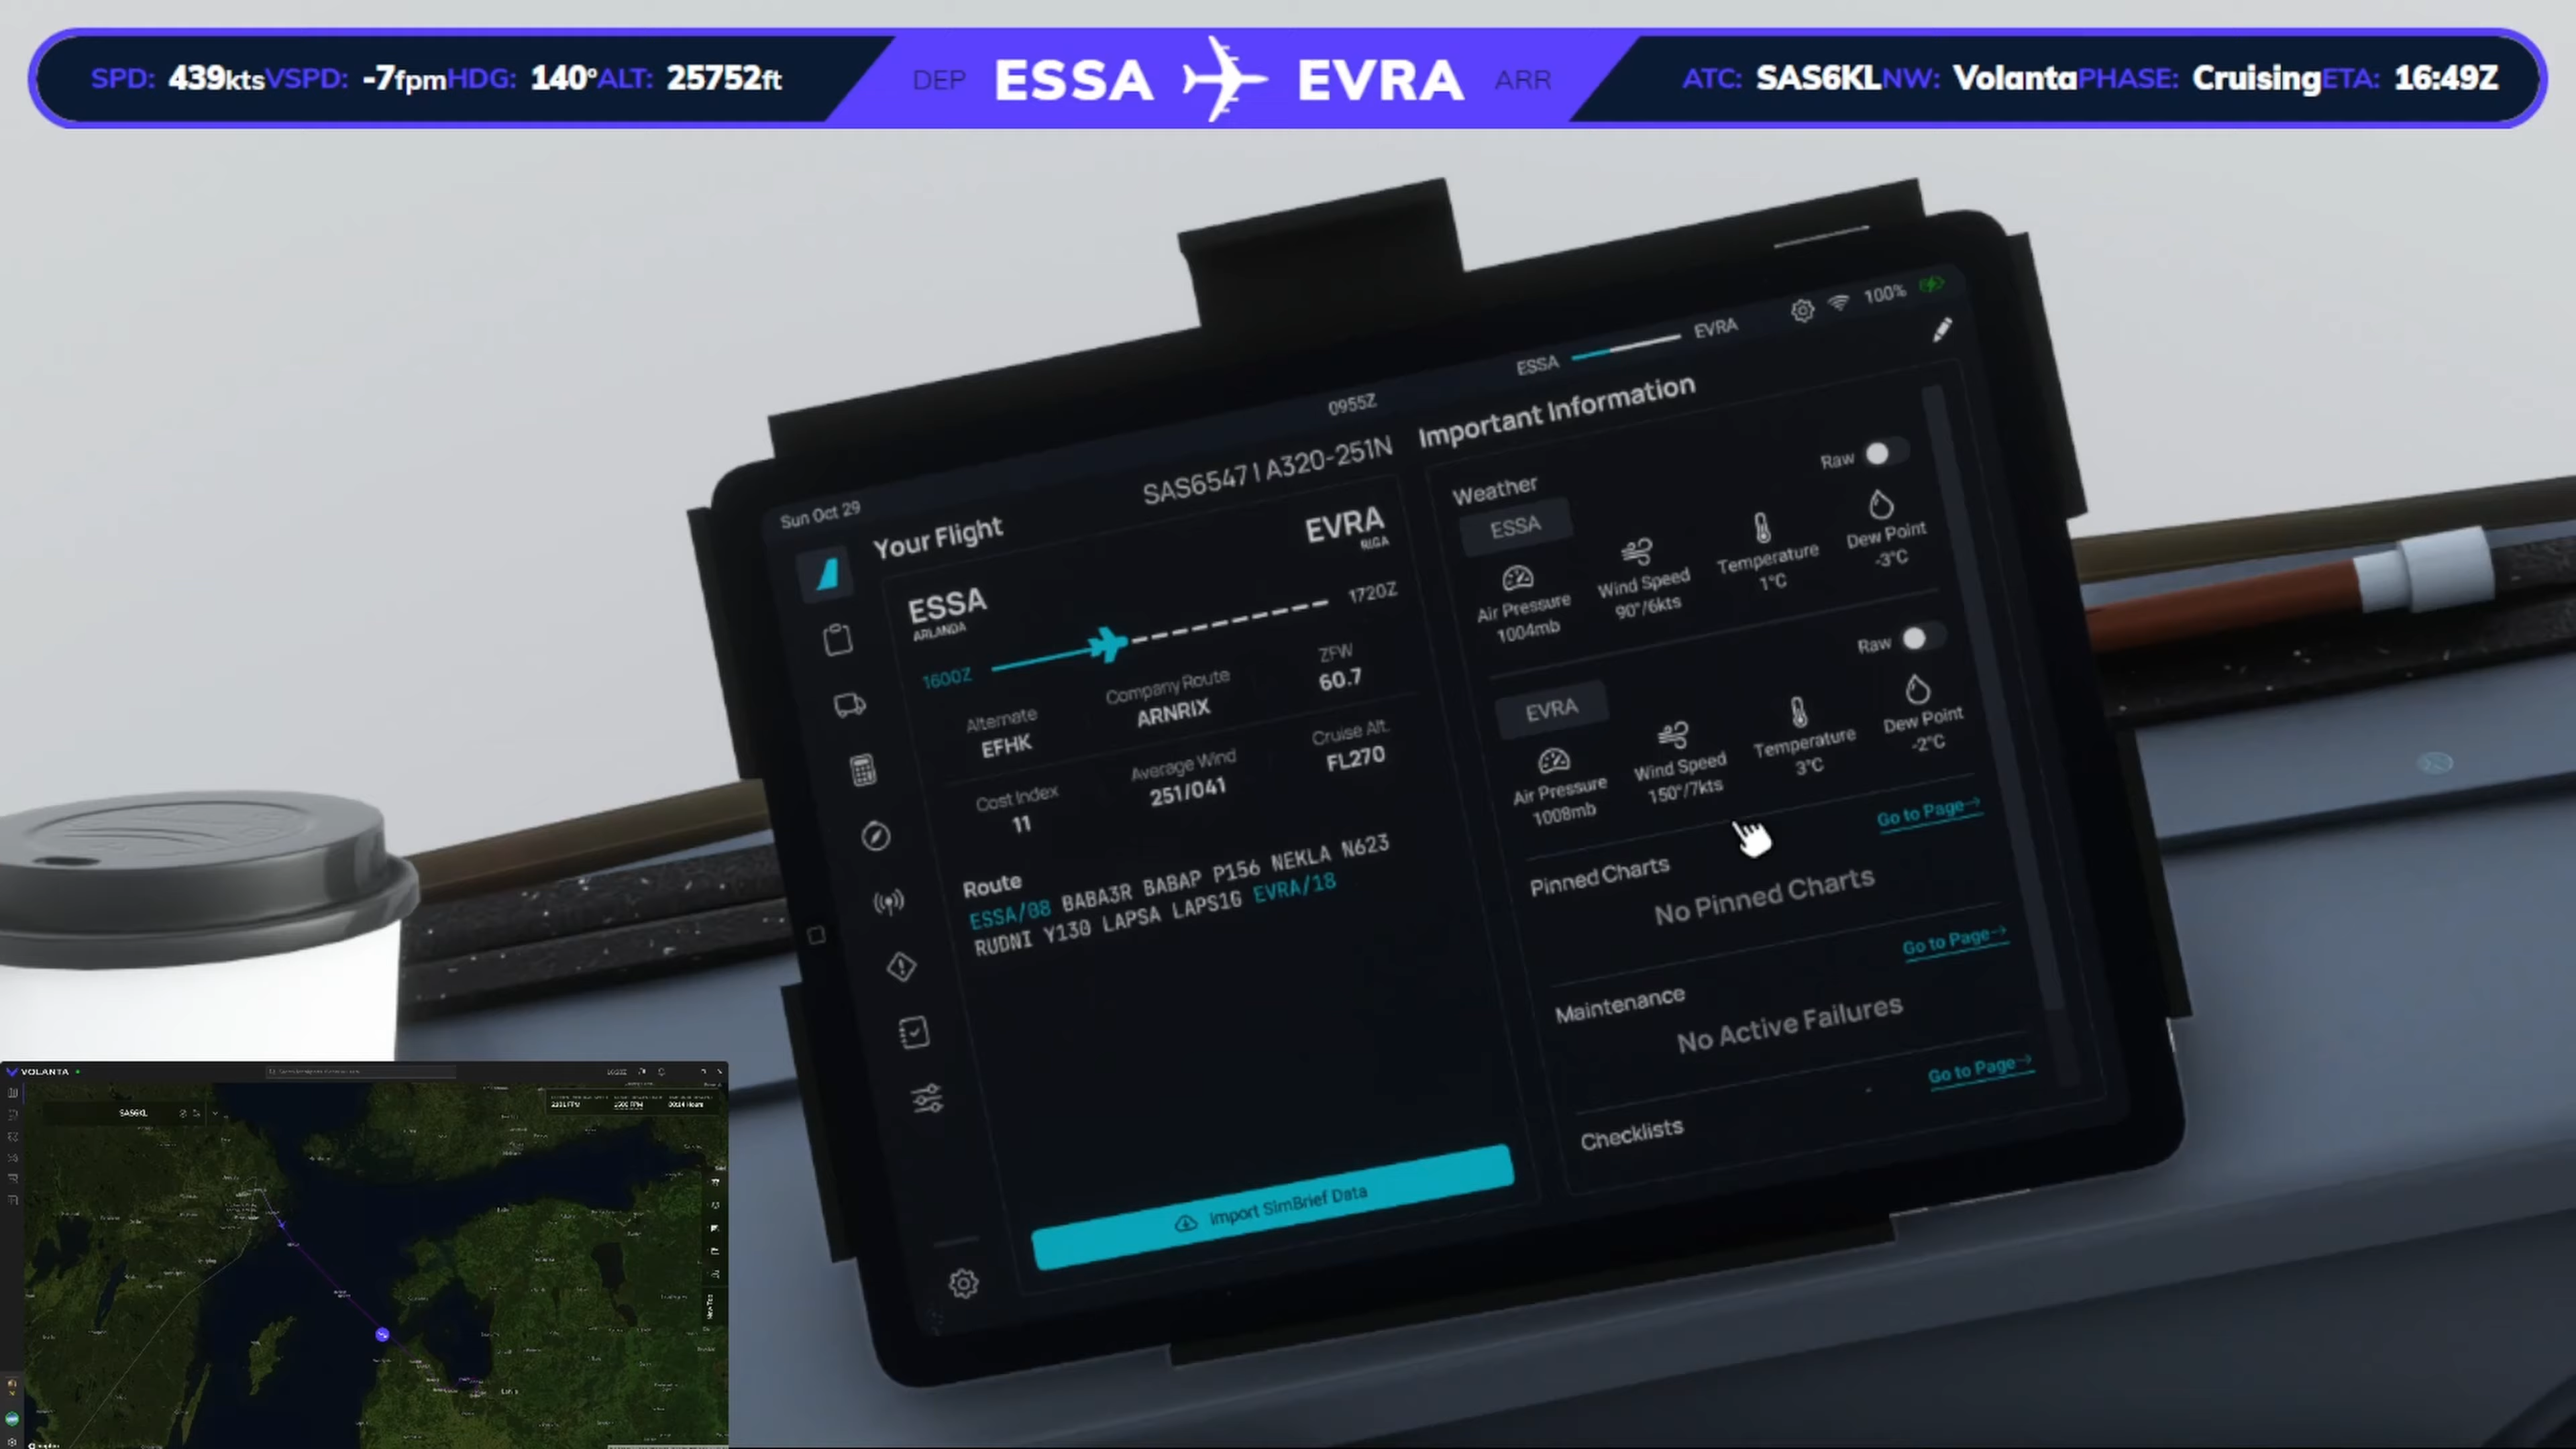 SPD: 439kts VSPD: -7fpm HDG: 140° ALT: 25752ft
DEP ESSA EVRA ARR
ATC: SAS6KL NW: Volanta PHASE: Cruising ETA: 16:49Z
Sun Oct 29
0955Z
ESSA EVRA
100%
Your Flight
SAS6547 | A320-251N
ESSA
ARLANDA
EVRA
RIGA
1600Z
1720Z
Alternate
EFHK
Company Route
ARNRIX
ZFW
60.7
Cost Index
11
Average Wind
251/041
Cruise Alt.
FL270
Route
ESSA/08 BABA3R BABAP P156 NEKLA N623
RUDNI Y130 LAPSA LAPS1G EVRA/18
Import SimBrief Data
Important Information
Weather
Raw
ESSA
Air Pressure
1004mb
Wind Speed
90°/6kts
Temperature
1°C
Dew Point
-3°C
Raw
EVRA
Air Pressure
1008mb
Wind Speed
150°/7kts
Temperature
3°C
Dew Point
-2°C
Pinned Charts
Go to Page
No Pinned Charts
Maintenance
Go to Page
No Active Failures
Checklists
Go to Page
VOLANTA
SAS6KL